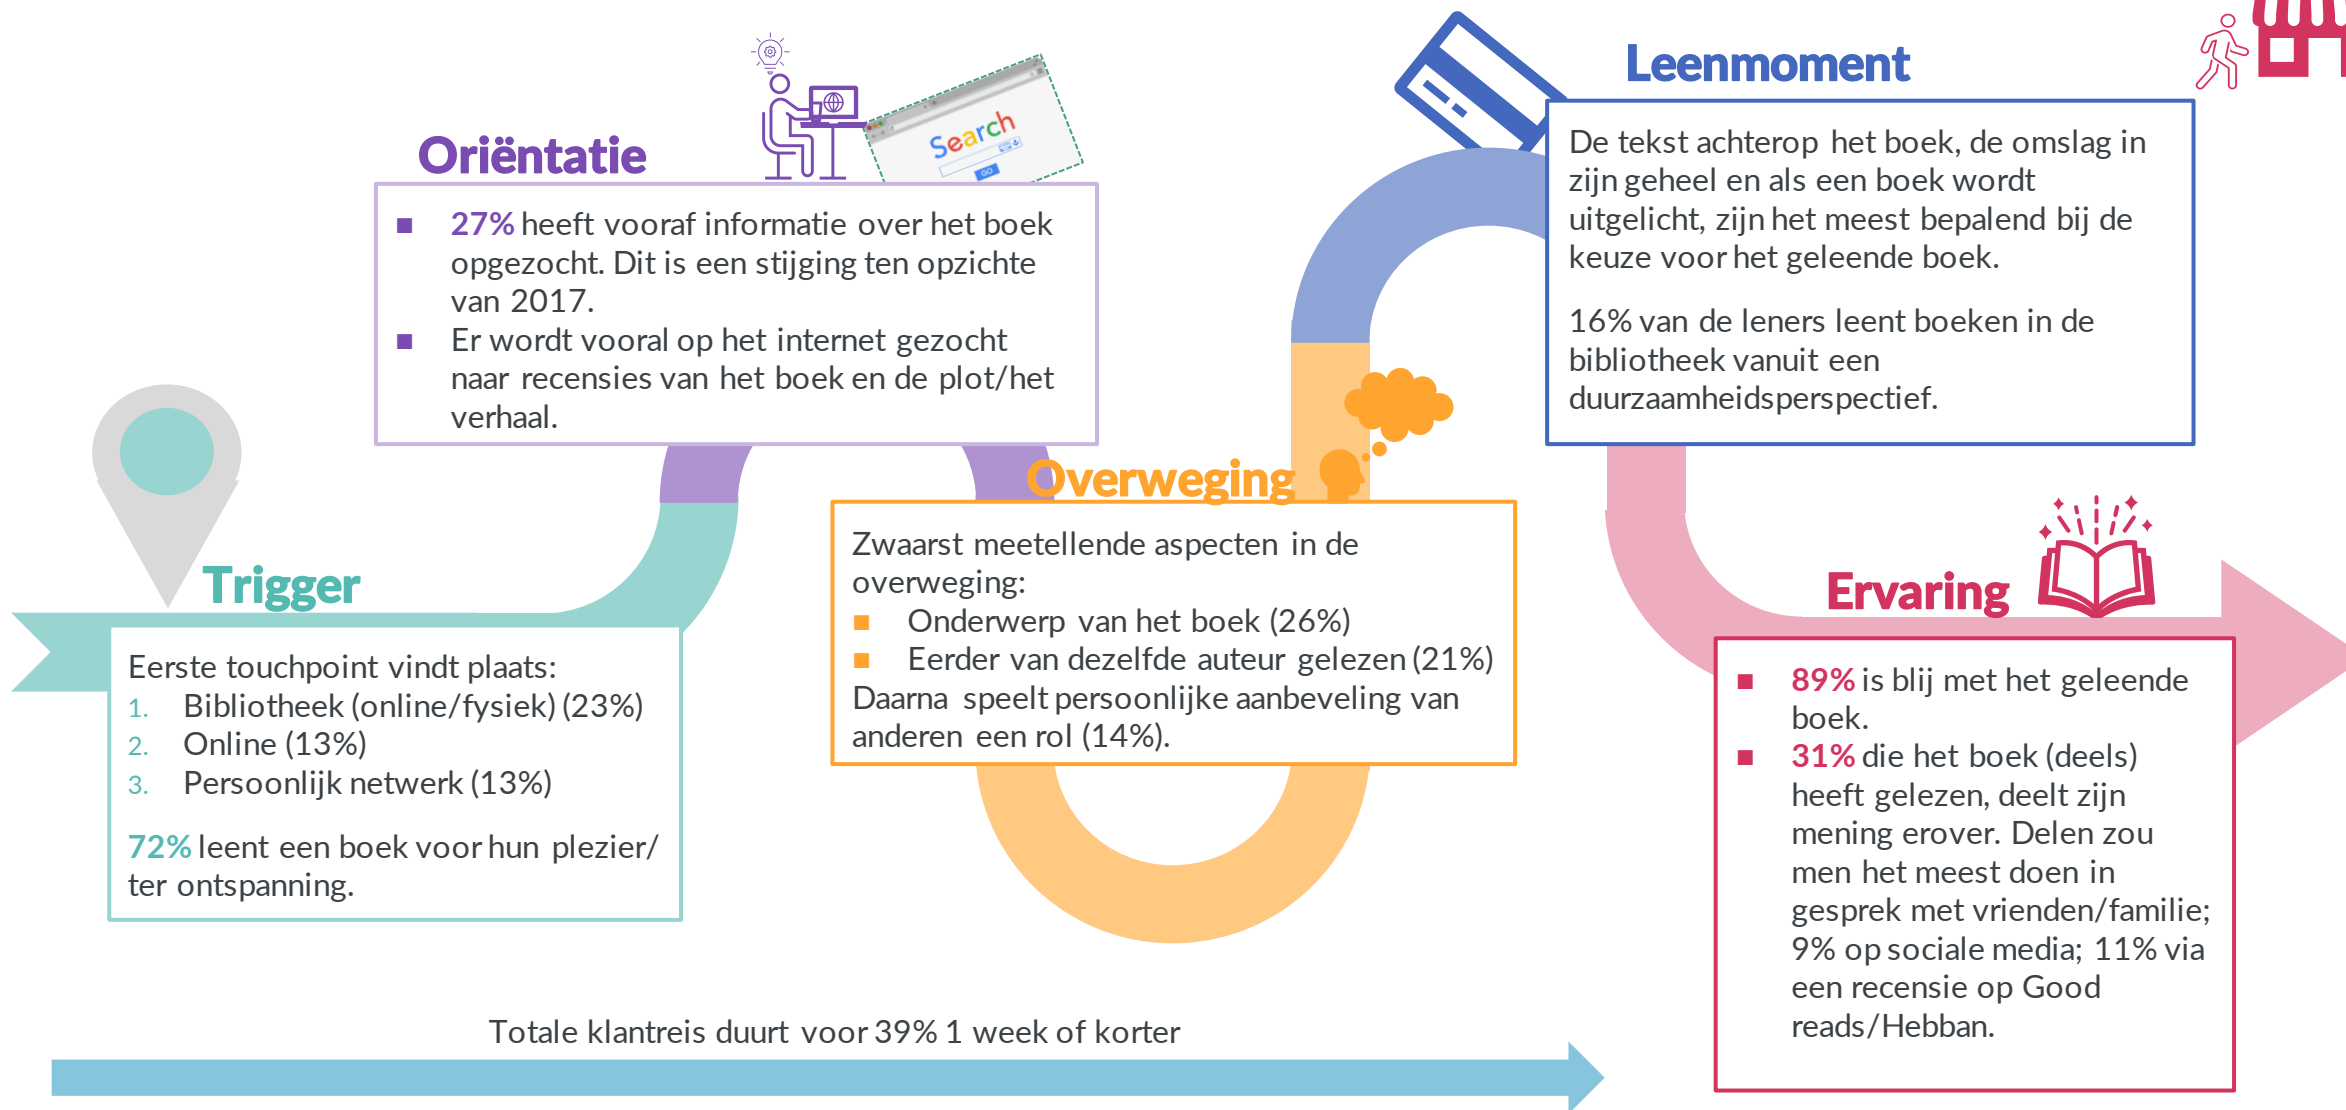 Trigger
Eerste touchpoint vindt plaats:
1. Bibliotheek (online/fysiek) (23%)
2. Online (13%)
3. Persoonlijk netwerk (13%)
72% leent een boek voor hun plezier/
ter ontspanning.
Oriëntatie
Search
GO
■ 27% heeft vooraf informatie over het boek
opgezocht. Dit is een stijging ten opzichte
van 2017.
■ Er wordt vooral op het internet gezocht
naar recensies van het boek en de plot/het
verhaal.
Overweging
Zwaarst meetellende aspecten in de
overweging:
■ Onderwerp van het boek (26%)
■ Eerder van dezelfde auteur gelezen (21%)
Daarna speelt persoonlijke aanbeveling van
anderen een rol (14%).
Leenmoment
De tekst achterop het boek, de omslag in
zijn geheel en als een boek wordt
uitgelicht, zijn het meest bepalend bij de
keuze voor het geleende boek.
16% van de leners leent boeken in de
bibliotheek vanuit een
duurzaamheidsperspectief.
Ervaring
■ 89% is blij met het geleende
boek.
■ 31% die het boek (deels)
heeft gelezen, deelt zijn
mening erover. Delen zou
men het meest doen in
gesprek met vrienden/familie;
9% op sociale media; 11% via
een recensie op Good
reads/Hebban.
Totale klantreis duurt voor 39% 1 week of korter